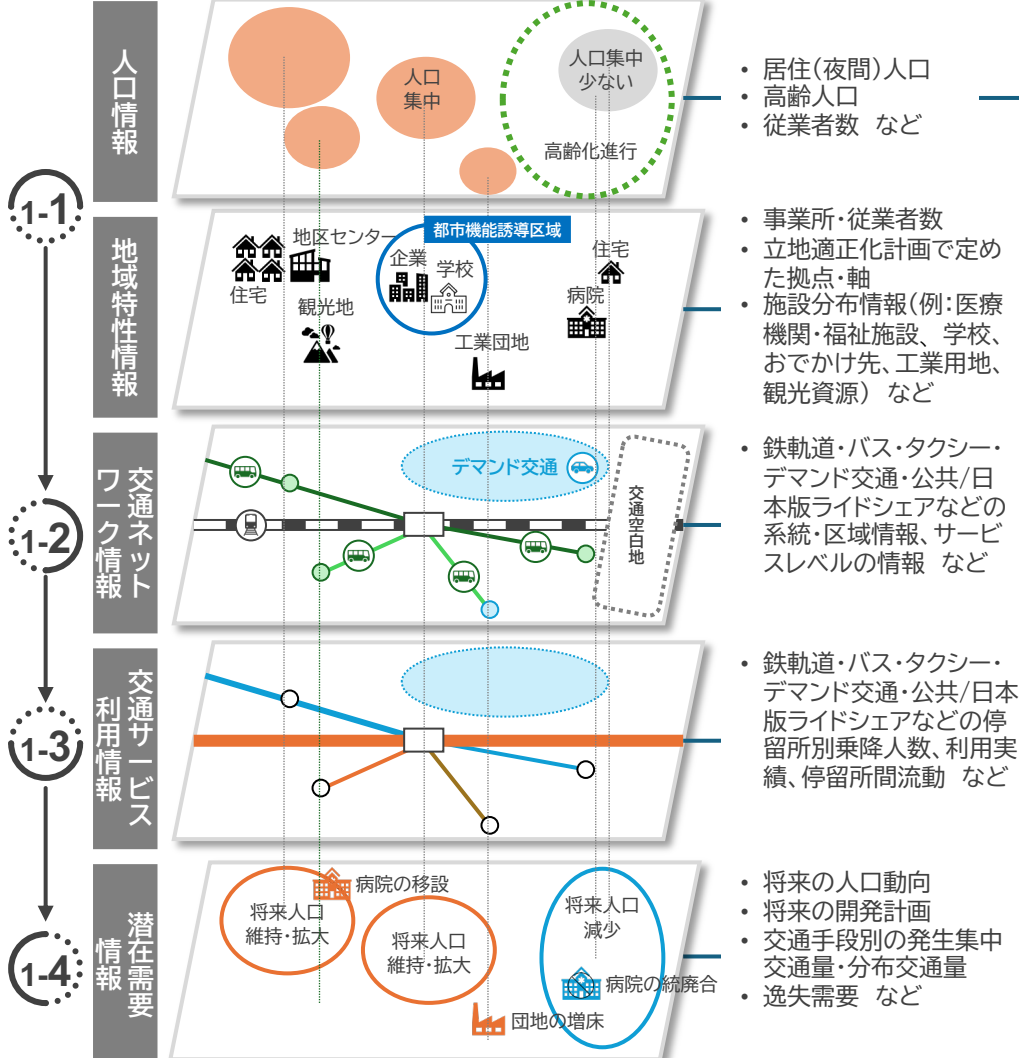 人口情報
人口
集中
人口集中
少ない
高齢化進行
• 居住(夜間)人口
• 高齢人口
• 従業者数 など
1-1
地域特性情報
住宅
地区センター
観光地
都市機能誘導区域
企業
学校
工業団地
住宅
病院
• 事業所・従業者数
• 立地適正化計画で定め
た拠点・軸
• 施設分布情報(例:医療
機関・福祉施設、学校、
おでかけ先、工業用地、
観光資源) など
1-2
交通ネット
ワーク情報
デマンド交通
交通空白地
• 鉄軌道・バス・タクシー・
デマンド交通・公共/日
本版ライドシェアなどの
系統・区域情報、サービ
スレベルの情報 など
1-3
交通サービス
利用情報
• 鉄軌道・バス・タクシー・
デマンド交通・公共/日本
版ライドシェアなどの停
留所別乗降人数、利用実
績、停留所間流動 など
1-4
潜在需要
情報
病院の移設
将来人口
維持・拡大
将来人口
維持・拡大
団地の増床
将来人口
減少
病院の統廃合
• 将来の人口動向
• 将来の開発計画
• 交通手段別の発生集中
交通量・分布交通量
• 逸失需要 など